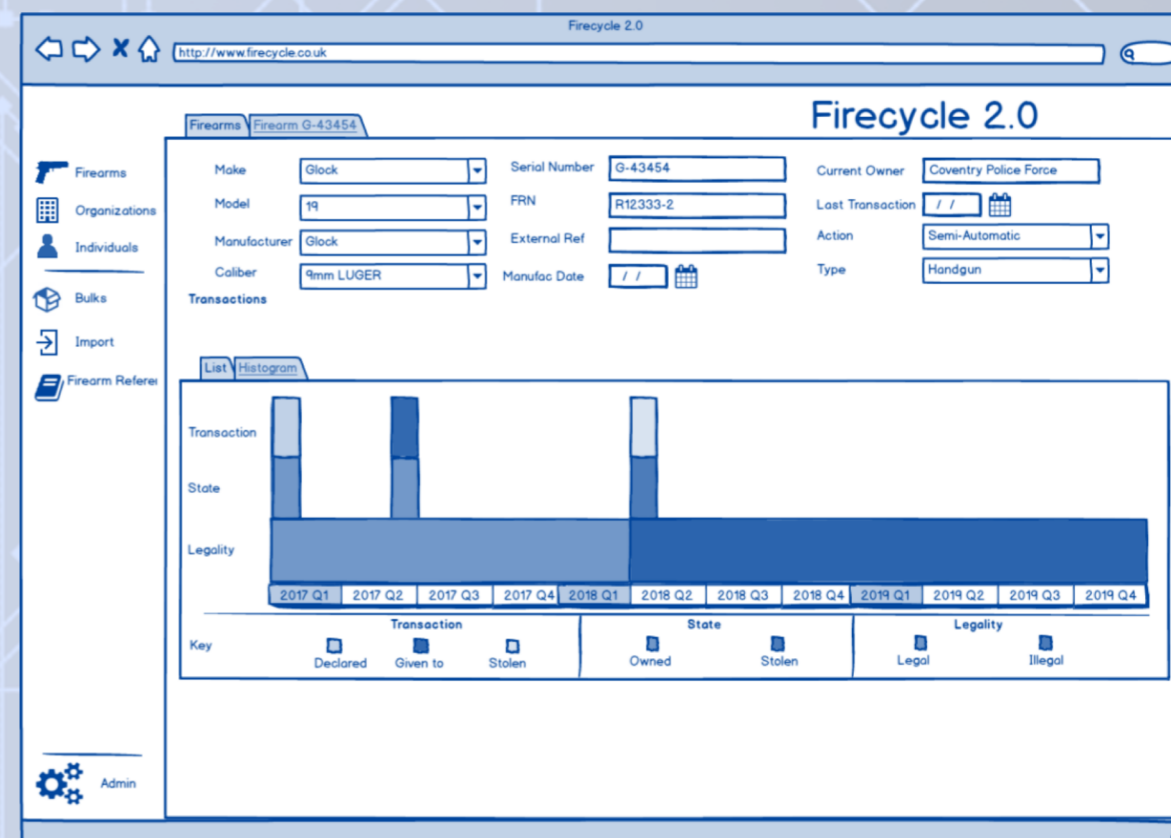 Firecycle 2.0
http://www.firecycle.co.uk
Firecycle 2.0
Firearms Firearm G-43454
Firearms
Organizations
Individuals
Bulks
Import
Firearm Referen
Admin
Make Glock Serial Number G-43454 Current Owner Coventry Police Force
Model 19 FRN R12333-2 Last Transaction / /
Manufacturer Glock External Ref Action Semi-Automatic
Caliber 9mm LUGER Manufac Date / / Type Handgun
Transactions
List Histogram
Transaction
State
Legality
2017 Q1 2017 Q2 2017 Q3 2017 Q4 2018 Q1 2018 Q2 2018 Q3 2018 Q4 2019 Q1 2019 Q2 2019 Q3 2019 Q4
Transaction State Legality
Key
Declared Given to Stolen Owned Stolen Legal Illegal